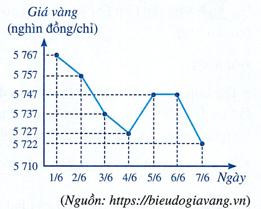 Giá vàng
(nghìn đồng/chỉ)
5 767
5 757
5 747
5 737
5 727
5 722
5 710
1/6 2/6 3/6 4/6 5/6 6/6 7/6 Ngày
(Nguồn: https://bieudogiavang.vn)